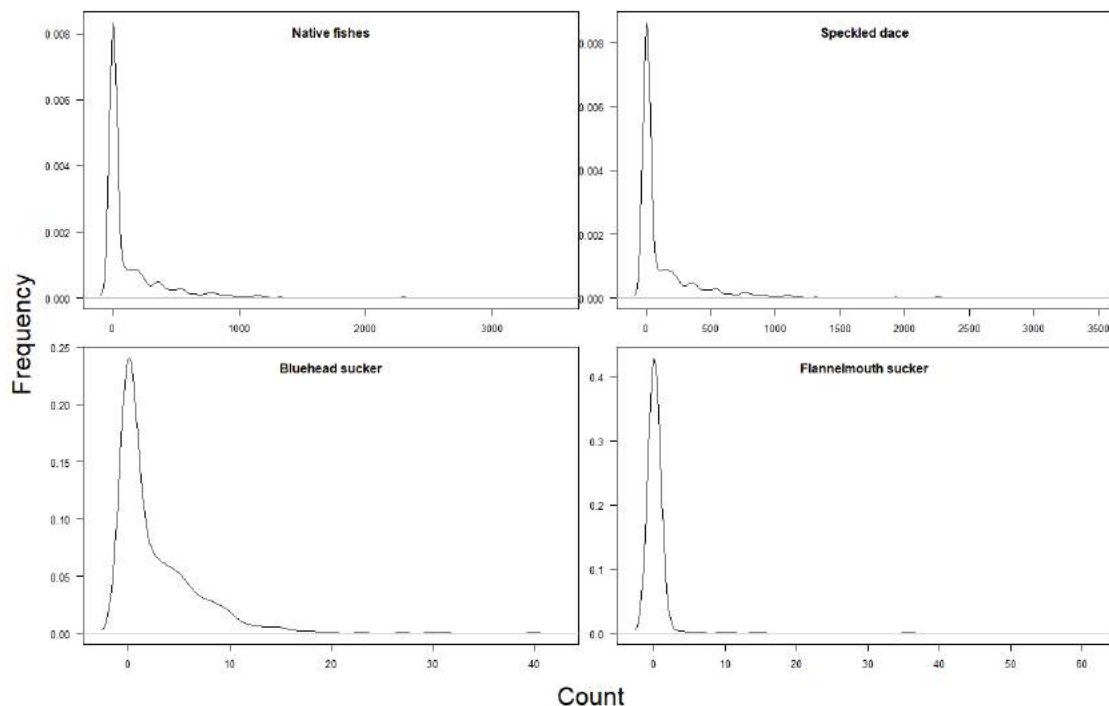 Native fishes
0.008
0.006
0.004
0.002
0.000
0 1000 2000 3000
Speckled dace
0.008
0.006
0.004
0.002
0.000
0 500 1000 1500 2000 2500 3000 3500
Frequency
Bluehead sucker
0.25
0.20
0.15
0.10
0.05
0.00
0 10 20 30 40
Flannelmouth sucker
0.4
0.3
0.2
0.1
0.0
0 10 20 30 40 50 60
Count